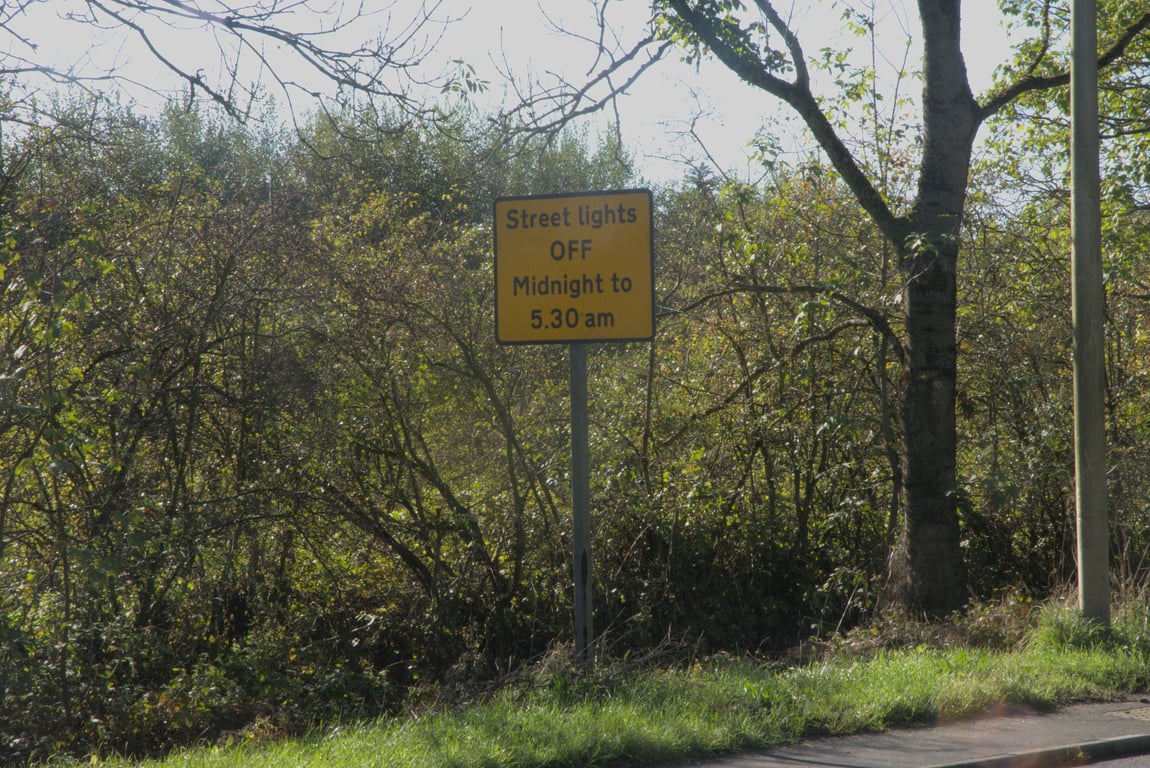 Street lights
OFF
Midnight to
5.30 am